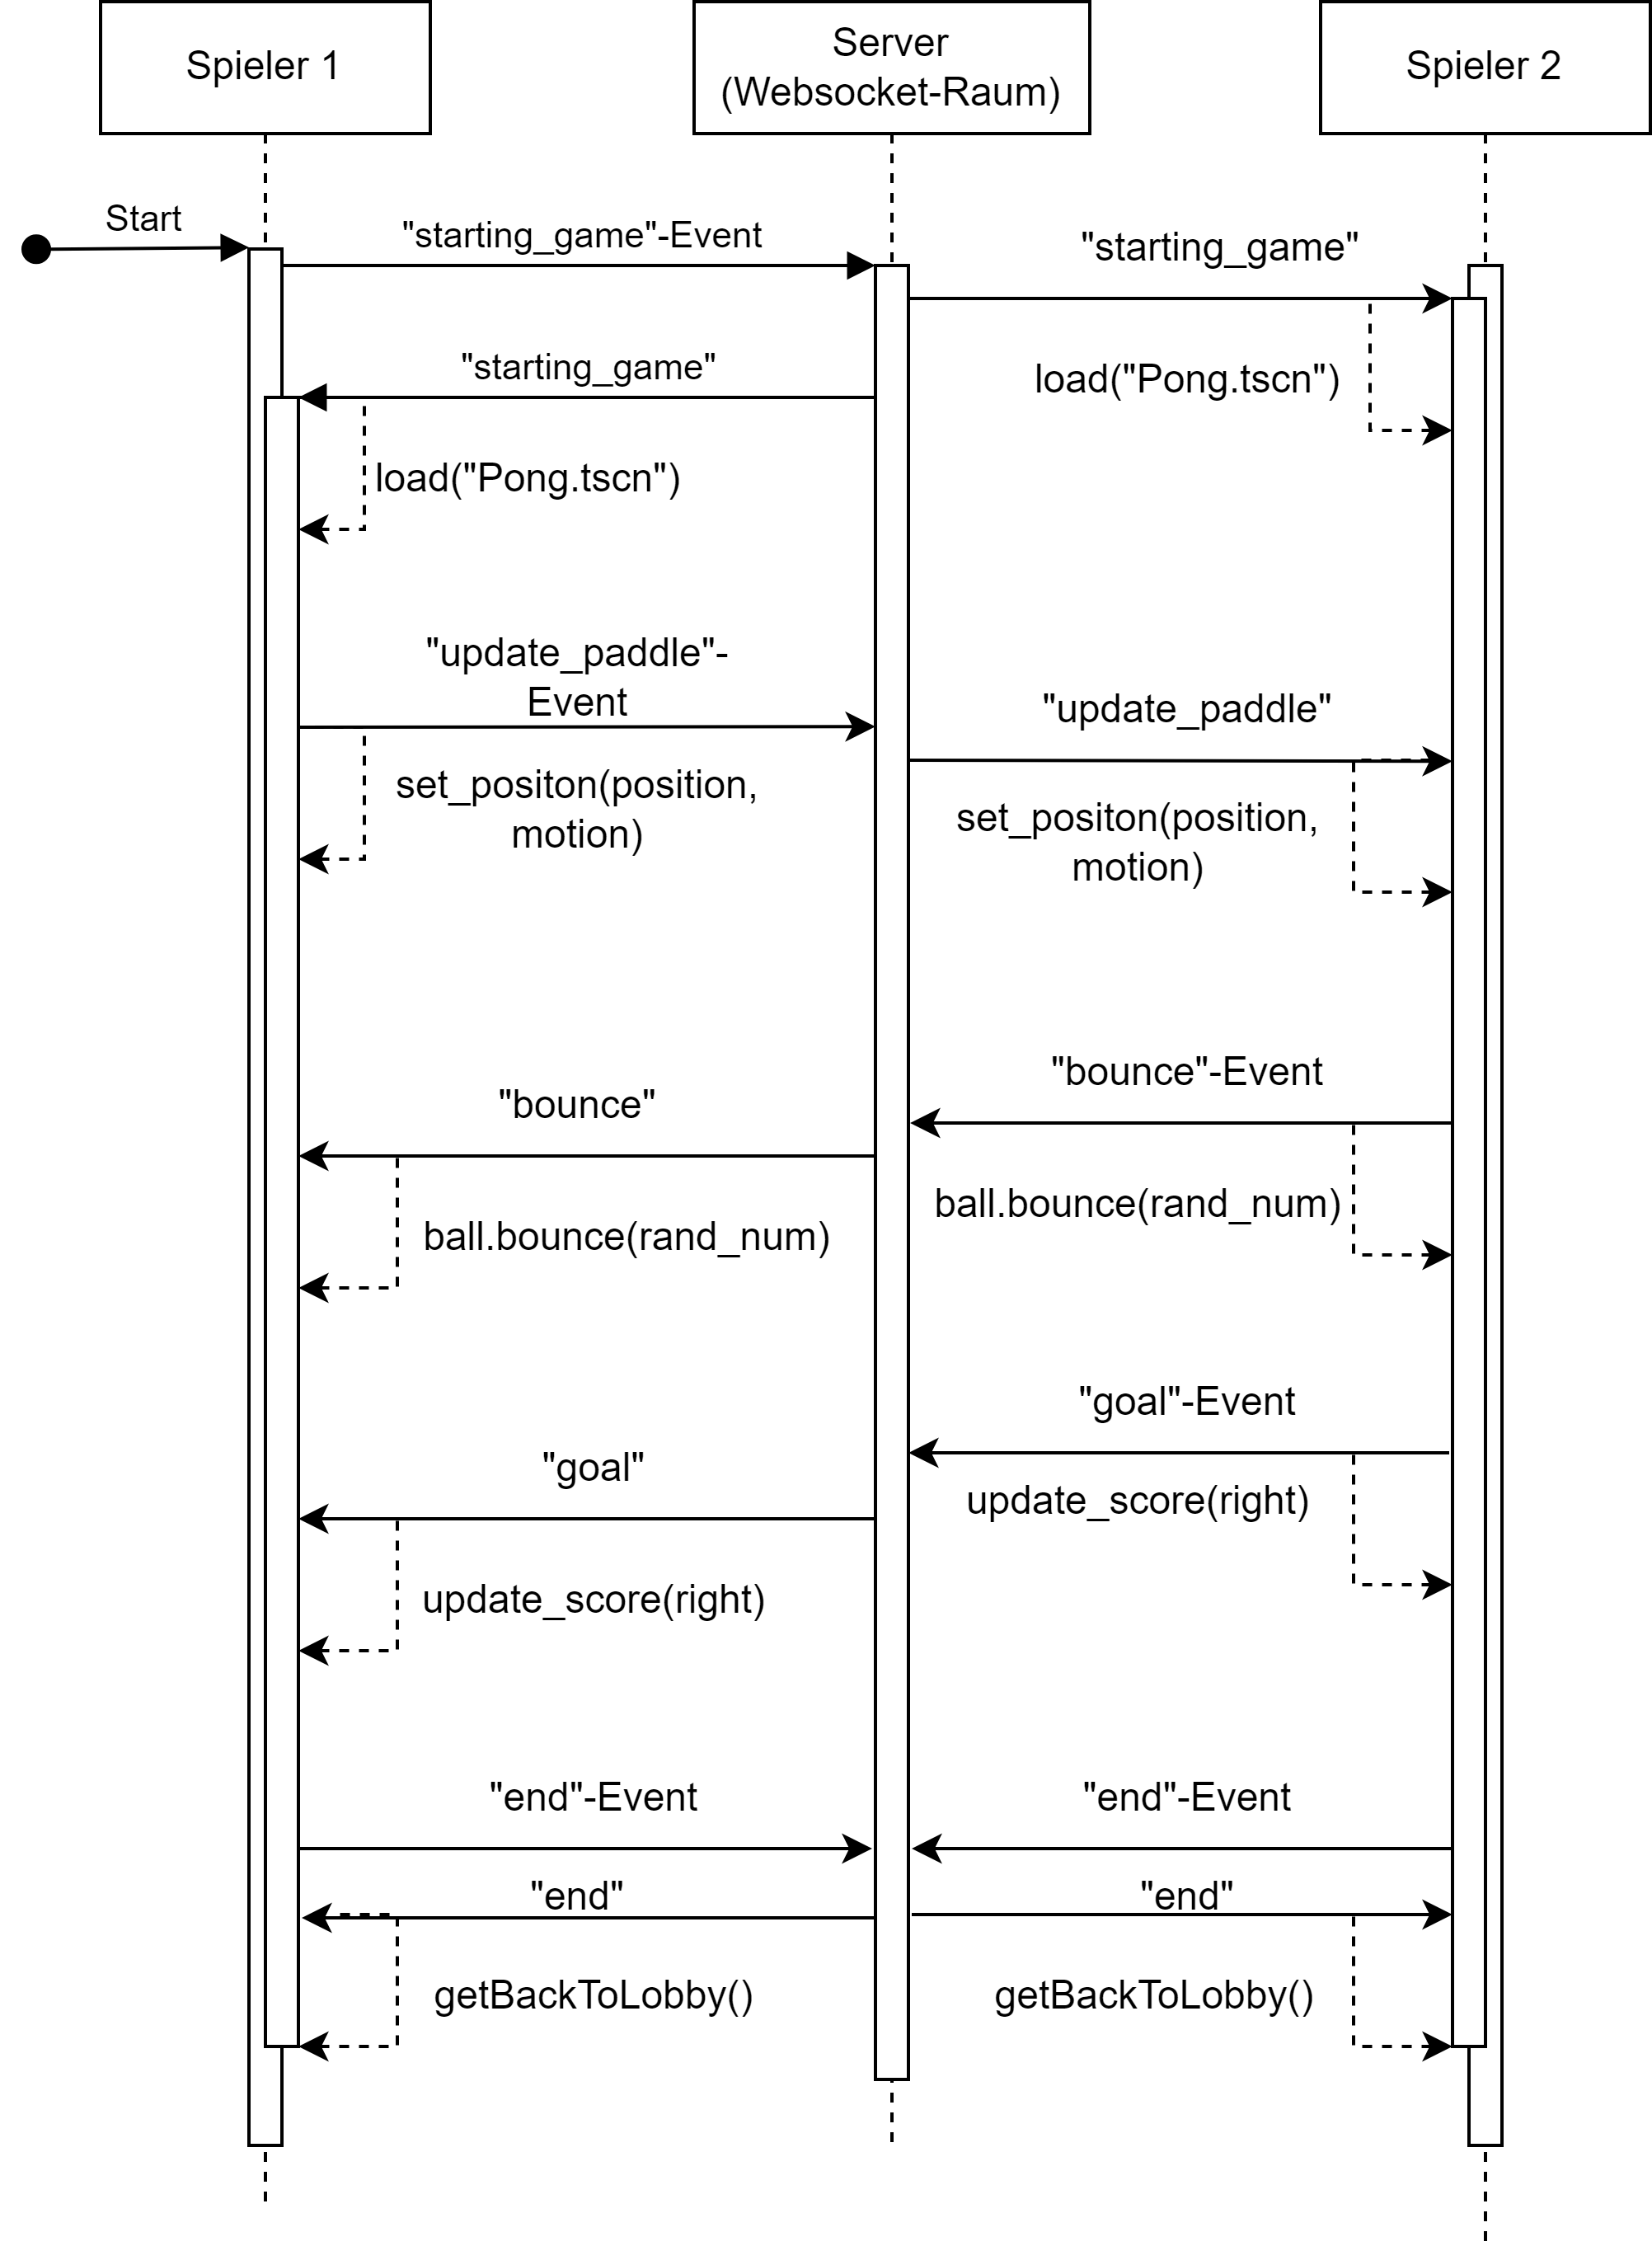 Spieler 1
Server
(Websocket-Raum)
Spieler 2
Start
"starting_game"-Event
"starting_game"
"starting_game"
load("Pong.tscn")
load("Pong.tscn")
"update_paddle"-
Event
"update_paddle"
set_positon(position,
motion)
set_positon(position,
motion)
"bounce"-Event
"bounce"
ball.bounce(rand_num)
ball.bounce(rand_num)
"goal"-Event
"goal"
update_score(right)
update_score(right)
"end"-Event
"end"-Event
"end"
"end"
getBackToLobby()
getBackToLobby()